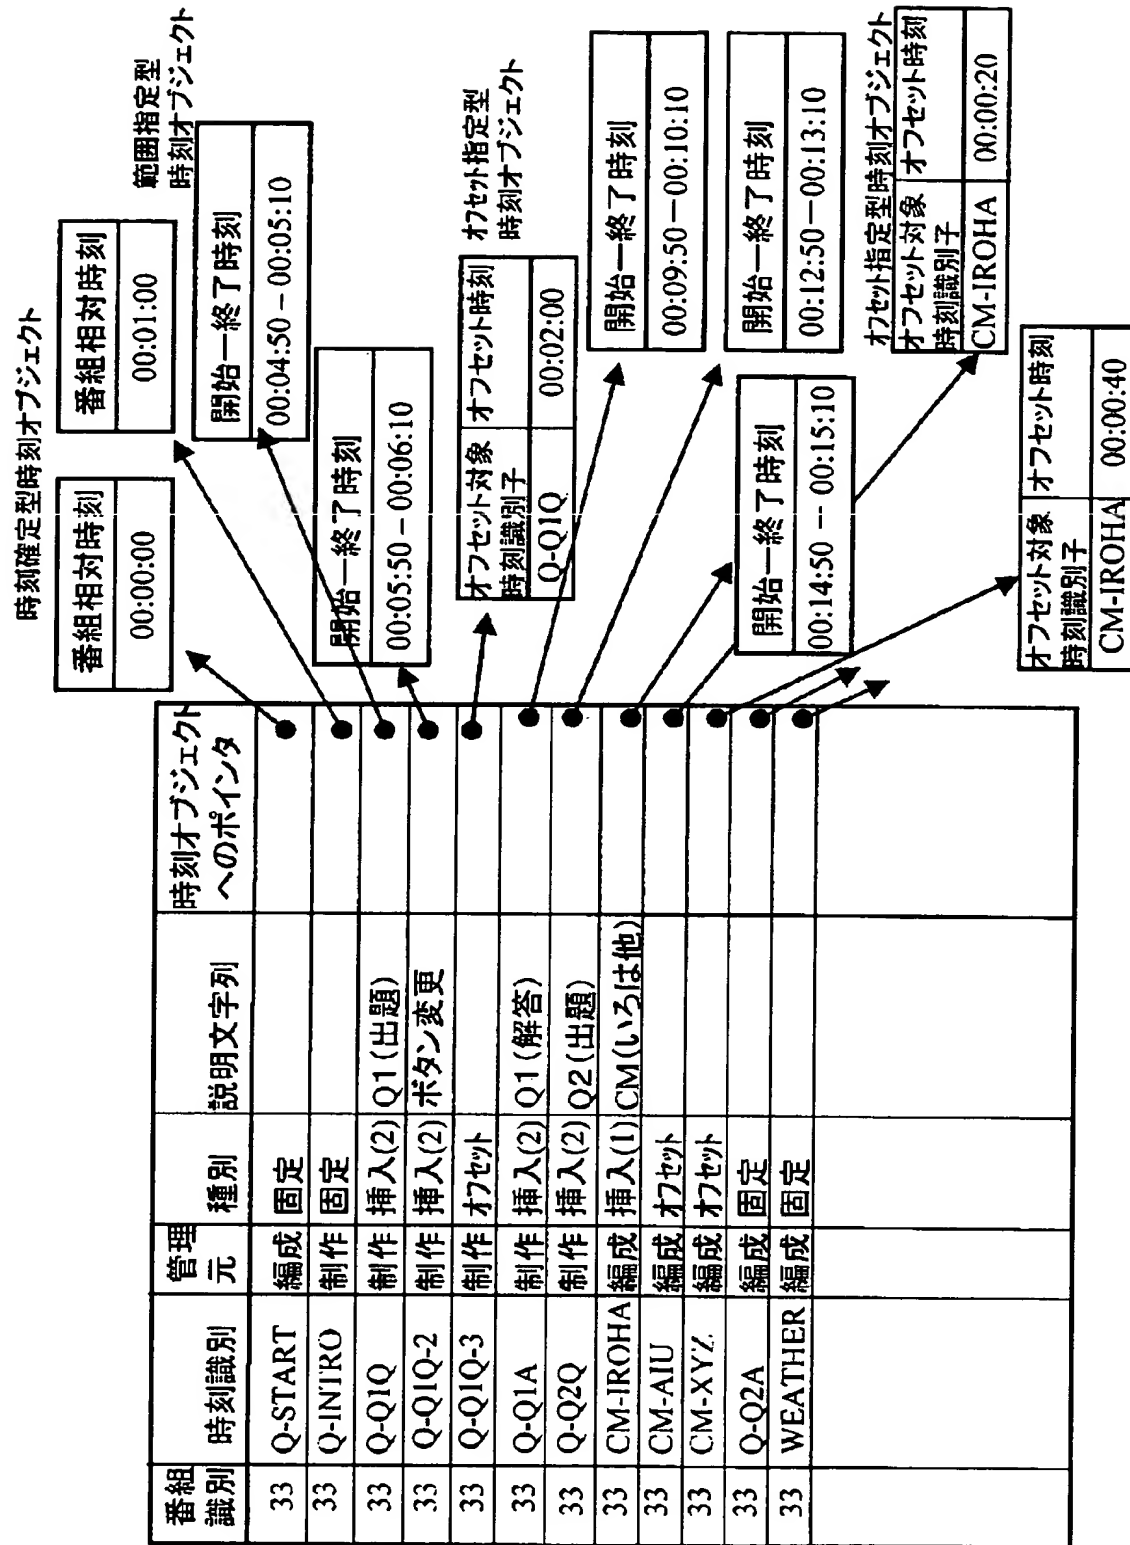 時刻確定型時刻オブジェクト
番組相対時刻
00:00:00
番組相対時刻
00:01:00
範囲指定型
時刻オブジェクト
開始ー終了時刻
00:04:50－00:05:10
開始ー終了時刻
00:05:50－00:06:10
オフセット指定型
時刻オブジェクト
オフセット対象
時刻識別子
オフセット時刻
Q-Q1Q
00:02:00
開始ー終了時刻
00:09:50－00:10:10
開始ー終了時刻
00:12:50－00:13:10
開始ー終了時刻
00:14:50－00:15:10
オフセット指定型時刻オブジェクト
オフセット対象
時刻識別子
オフセット時刻
CM-IROHA
00:00:20
オフセット対象
時刻識別子
オフセット時刻
CM-IROHA
00:00:40
番組
識別
時刻識別
管理
元
種別
説明文字列
時刻オブジェクト
へのポインタ
33 Q-START 編成 固定
33 Q-INTRO 制作 固定
33 Q-Q1Q 制作 挿入(2) Q1(出題)
33 Q-Q1Q-2 制作 挿入(2) ボタン変更
33 Q-Q1Q-3 制作 オフセット
33 Q-Q1A 制作 挿入(2) Q1(解答)
33 Q-Q2Q 制作 挿入(2) Q2(出題)
33 CM-IROHA 編成 挿入(1) CM(いろは他)
33 CM-AIU 編成 オフセット
33 CM-XYZ 編成 オフセット
33 Q-Q2A 編成 固定
33 WEATHER 編成 固定